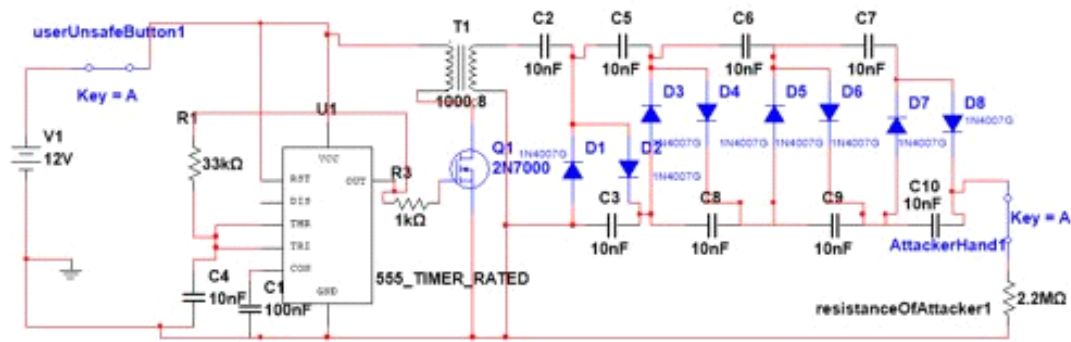 userUnsafeButton1
Key = A
V1
12V
R1
33kΩ
C4
10nF
C1
100nF
U1
VCC
RST
DIS
THR
TRI
CON
OUT
GND
555_TIMER_RATED
R3
1kΩ
T1
1000:8
Q1
2N7000
C2
10nF
C5
10nF
C6
10nF
C7
10nF
D1
1N4007G
D2
1N4007G
D3
D4
1N4007G
D5
1N4007G
D6
1N4007G
D7
1N4007G
D8
1N4007G
C3
10nF
C8
10nF
C9
10nF
C10
10nF
Key = A
AttackerHand1
resistanceOfAttacker1
2.2MΩ